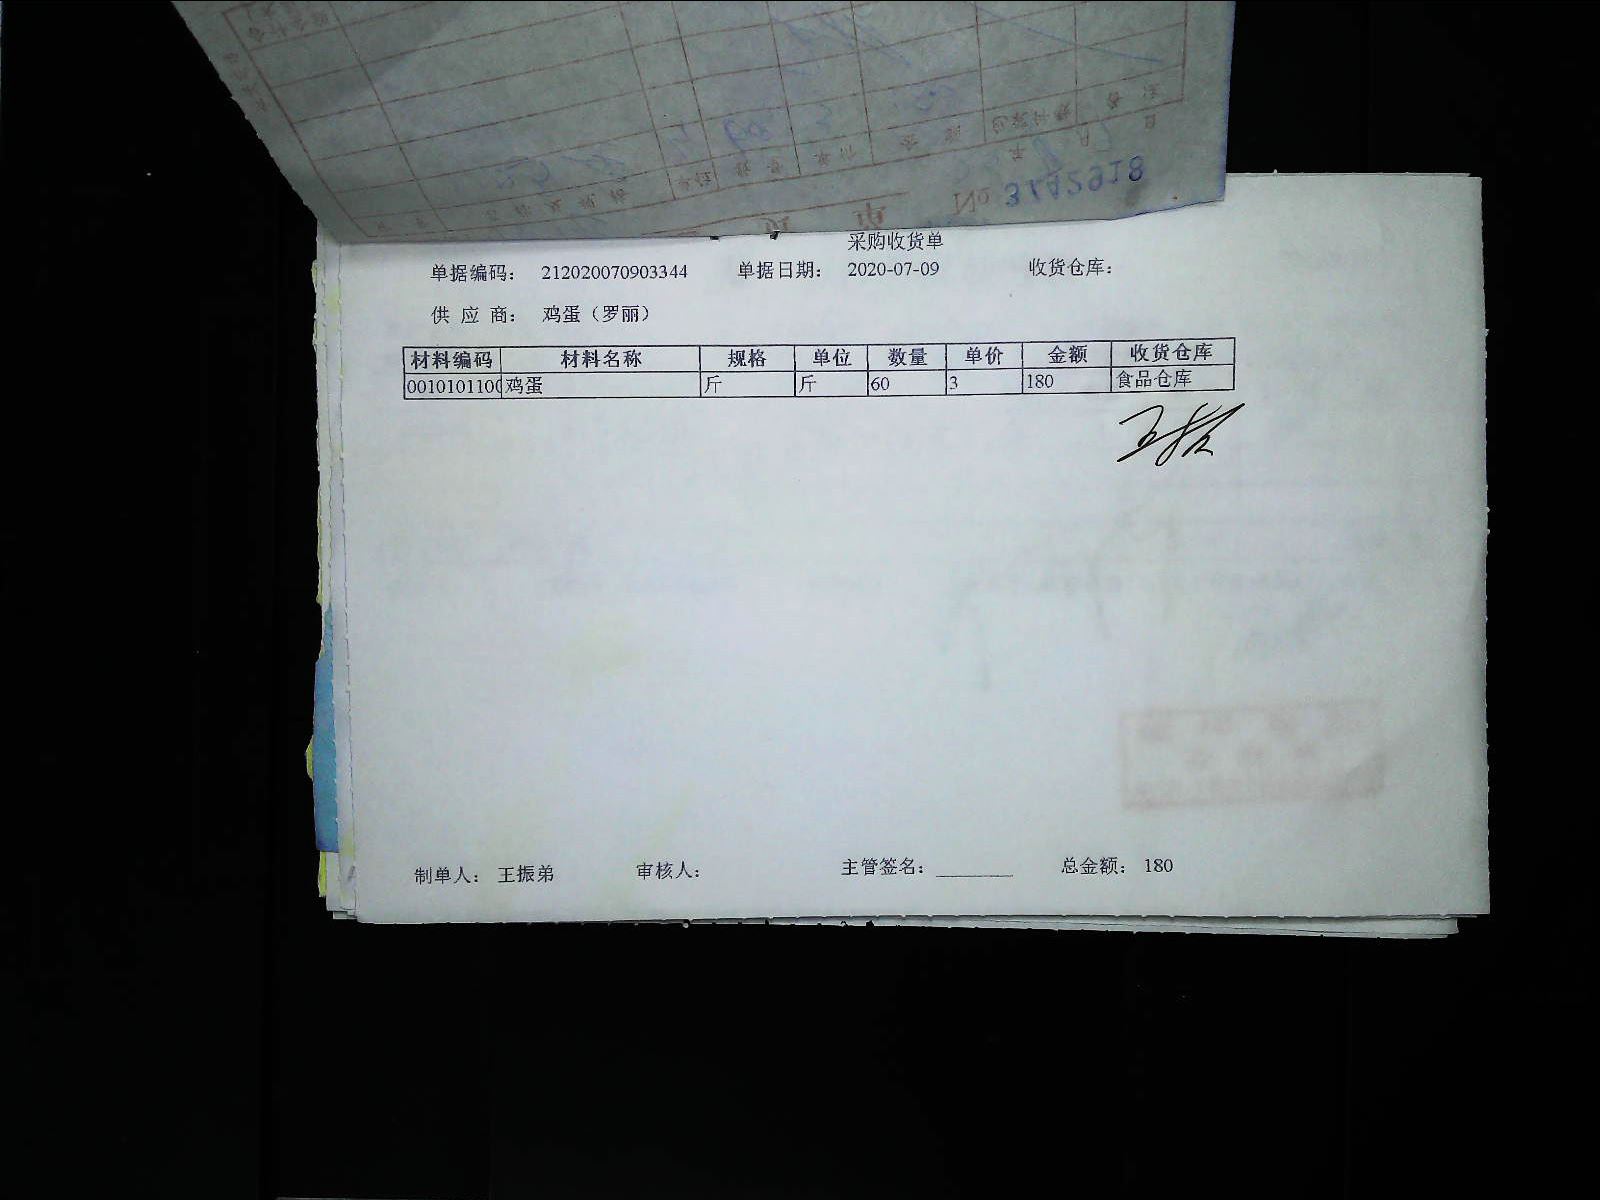 No 3142918
采购收货单
单据编码： 212020070903344 单据日期： 2020-07-09 收货仓库：
供 应 商： 鸡蛋（罗丽）
材料编码 材料名称 规格 单位 数量 单价 金额 收货仓库
0010101100 鸡蛋 斤 斤 60 3 180 食品仓库
制单人： 王振弟 审核人： 主管签名： 总金额： 180